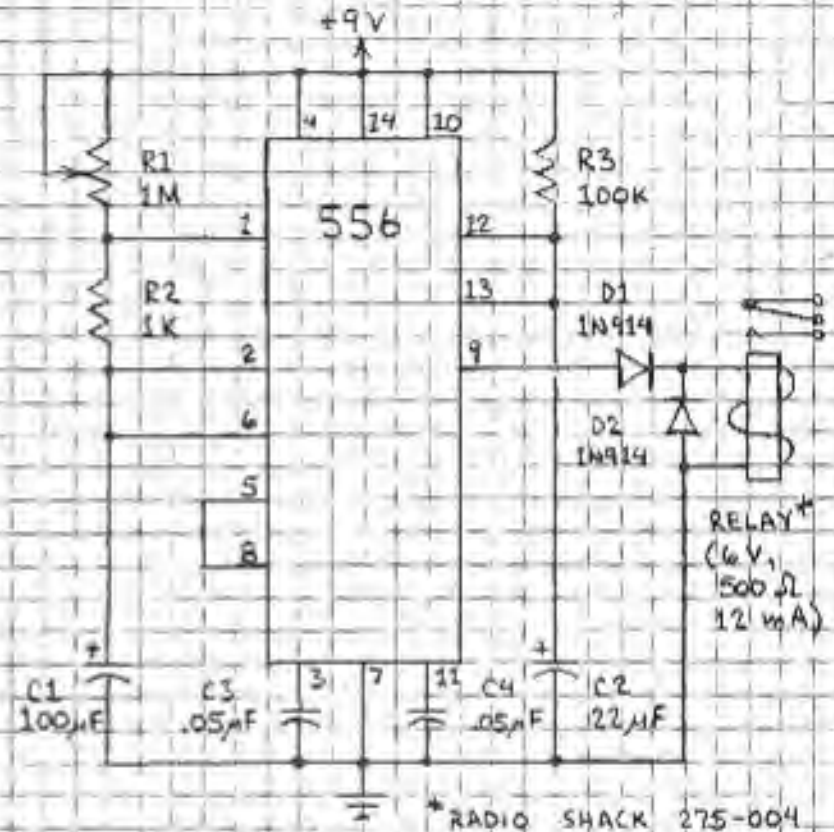 +9V
4 14 10
R1
1M
R3
100K
1
556
12
R2
1K
13
D1
1N914
2
9
6
D2
1N914
5
8
RELAY*
(6V,
500 Ω
12 mA)
3 7 11
C1
100µF
C3
.05µF
C4
.05µF
C2
22µF
+
+
*RADIO SHACK 275-004